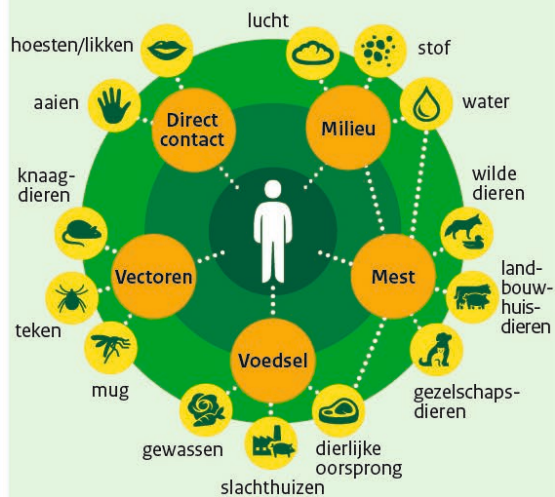 lucht
hoesten/likken
stof
aaien
water
Direct
contact
Milieu
knaag-
dieren
wilde
dieren
Vectoren
Mest
land-
bouw-
huis-
dieren
teken
mug
Voedsel
gezelschaps-
dieren
gewassen
dierlijke
oorsprong
slachthuizen